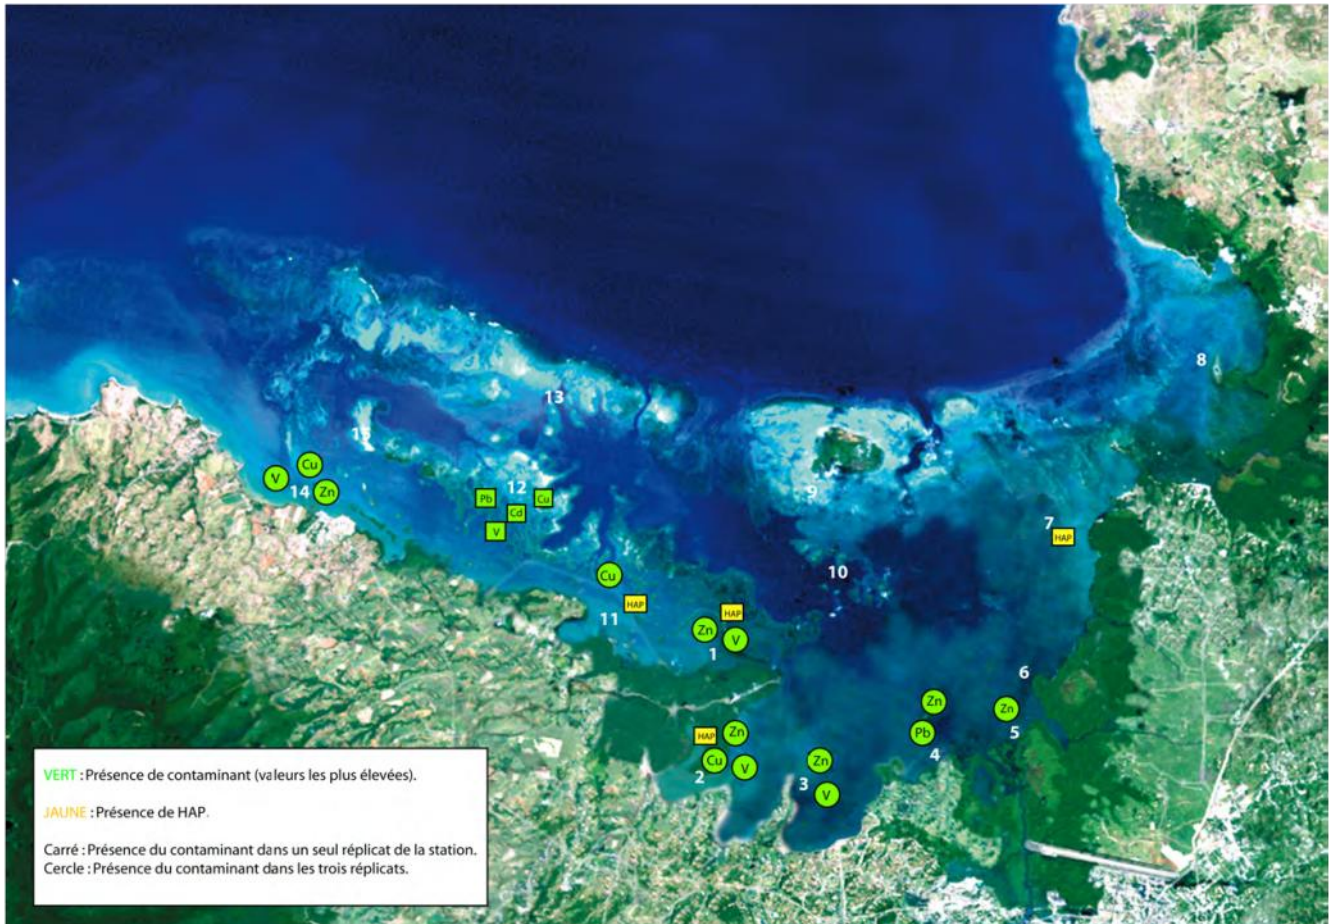 8
13
15
Cu
V
14
Zn
12
Pb
Cu
Cd
V
9
7
HAP
10
Cu
HAP
11
HAP
Zn
V
1
6
Zn
Zn
5
Pb
4
HAP
Zn
Cu
V
2
Zn
3
V
VERT : Présence de contaminant (valeurs les plus élevées).
JAUNE : Présence de HAP.
Carré : Présence du contaminant dans un seul réplicat de la station.
Cercle : Présence du contaminant dans les trois réplicats.